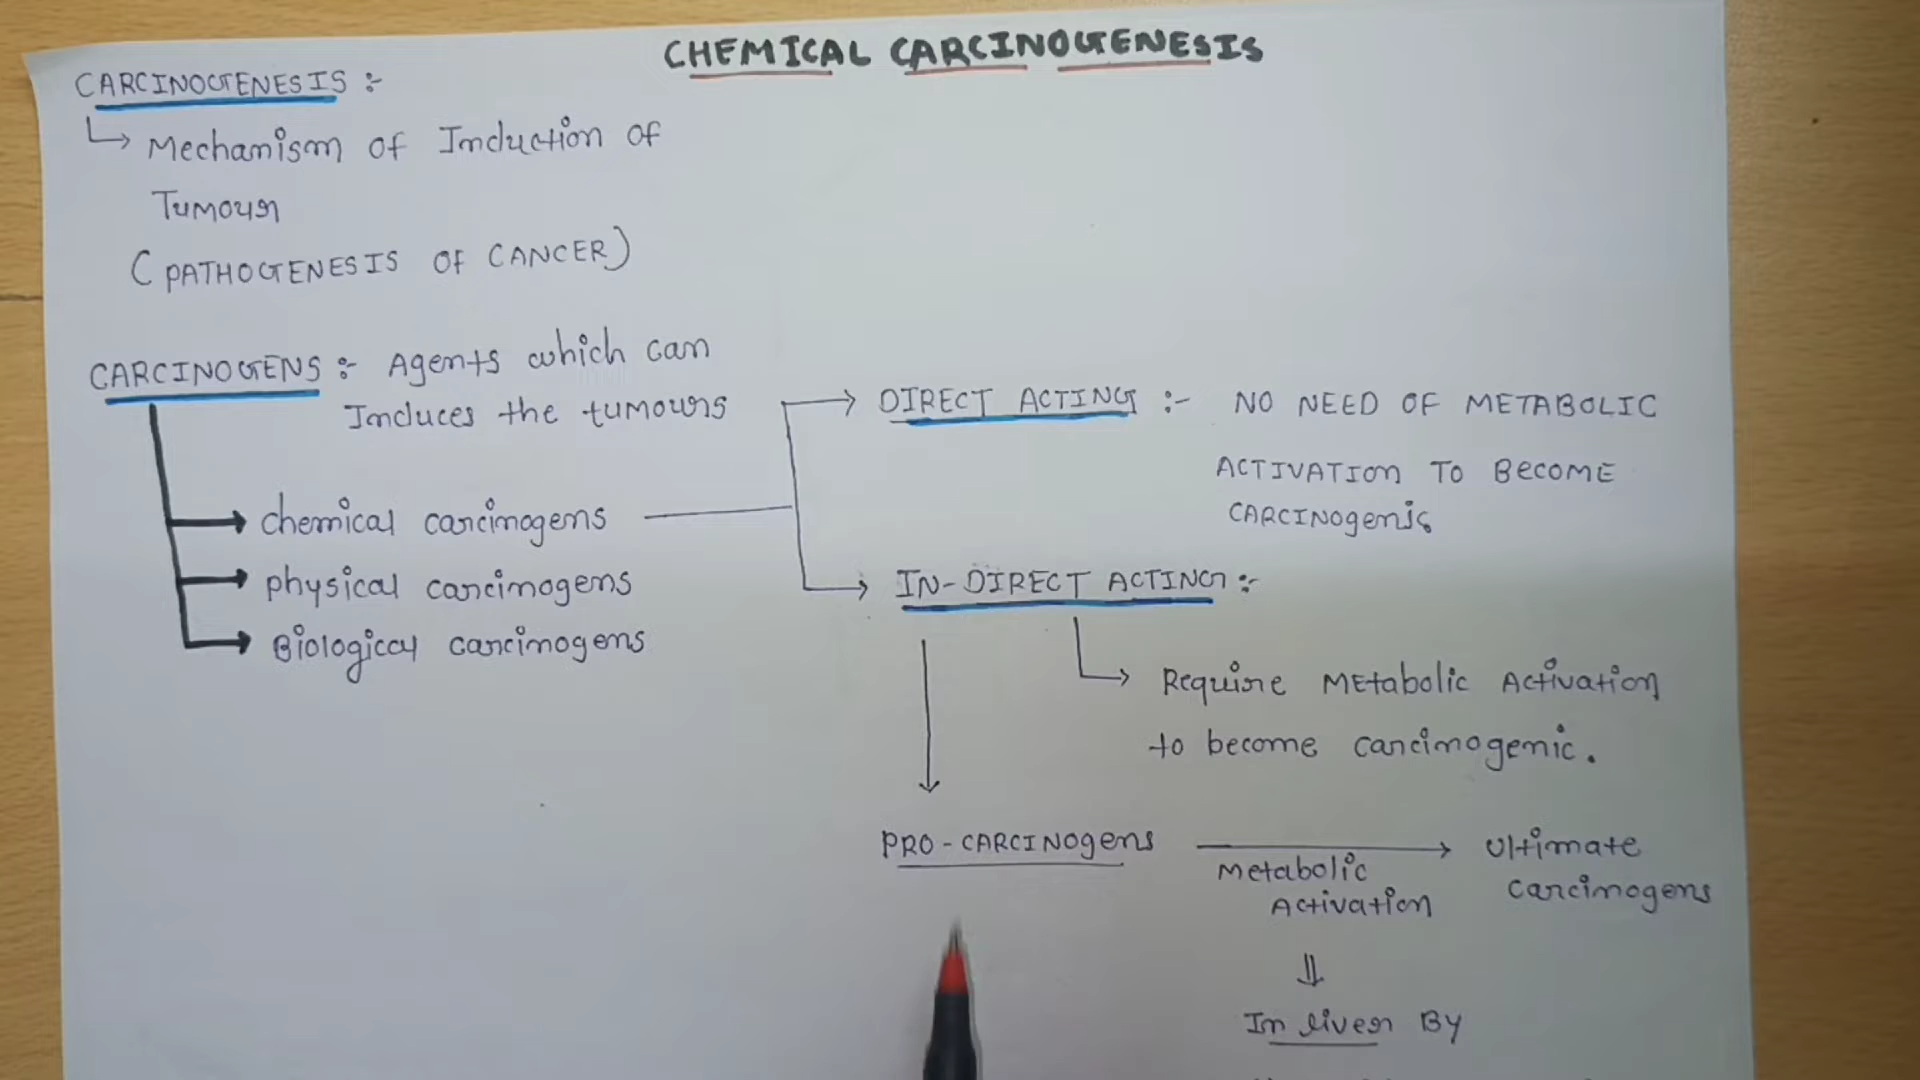 CHEMICAL CARCINOGENESIS
CARCINOGENESIS :-
Mechanism of Induction of
Tumour
(PATHOGENESIS OF CANCER)
CARCINOGENS :- Agents which can
Induces the tumours
chemical carcinogens
physical carcinogens
Biological carcinogens
DIRECT ACTING :- NO NEED OF METABOLIC
ACTIVATION TO BECOME
CARCINOgenic
IN-DIRECT ACTING :-
Require Metabolic Activation
to become carcinogenic.
PRO-CARCINOgens
Metabolic
Activation
Ultimate
carcinogens
In liver By